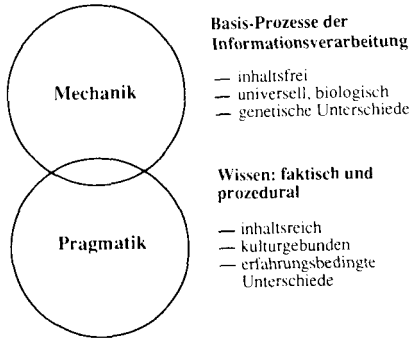 Mechanik
Basis-Prozesse der
Informationsverarbeitung
— inhaltsfrei
— universell, biologisch
— genetische Unterschiede
Pragmatik
Wissen: faktisch und
prozedural
— inhaltsreich
— kulturgebunden
— erfahrungsbedingte
Unterschiede